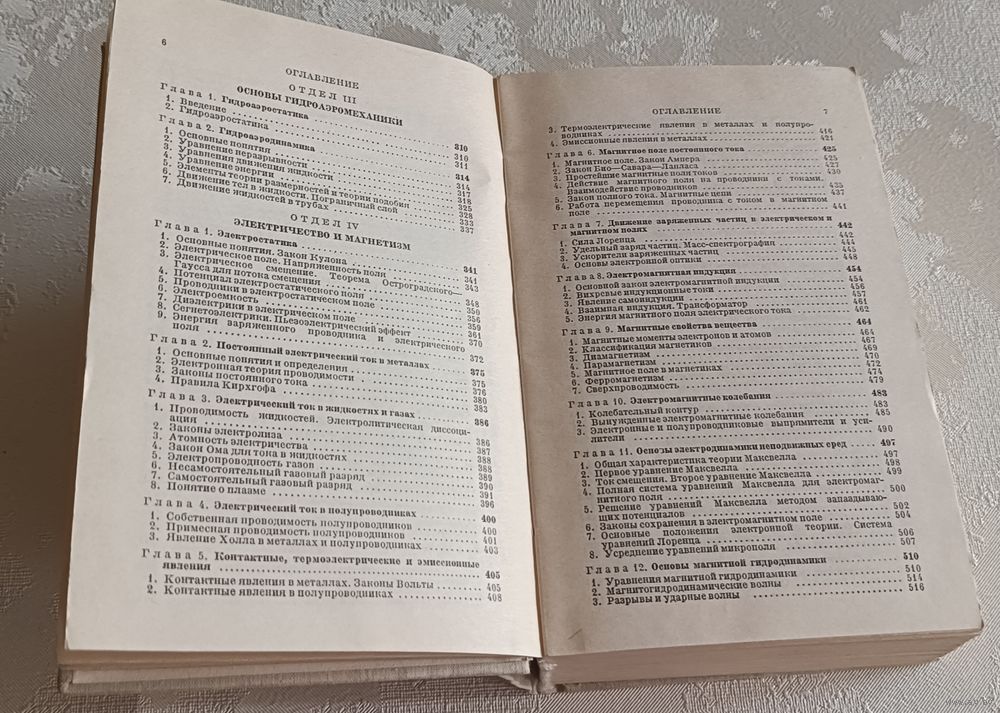 6
ОГЛАВЛЕНИЕ
ОТДЕЛ III
ОСНОВЫ ГИДРОАЭРОМЕХАНИКИ
Глава 1. Гидроаэростатика
1. Введение
2. Гидроаэростатика
Глава 2. Гидроаэродинамика 310
1. Основные понятия 310
2. Уравнение неразрывности 311
3. Уравнения движения жидкости 314
4. Уравнение энергии 314
5. Элементы теории размерностей и теории подобия 317
6. Движение тел в жидкости. Пограничный слой 318
7. Движение жидкостей в трубах 325
328
333
337
ОТДЕЛ IV
ЭЛЕКТРИЧЕСТВО И МАГНЕТИЗМ
Глава 1. Электростатика 341
1. Основные понятия. Закон Кулона 341
2. Электрическое поле. Напряженность поля 343
3. Электрическое смещение. Теорема Остроградского—
Гаусса для потока смещения 348
4. Потенциал электростатического поля 350
5. Проводники в электростатическом поле 356
6. Электроемкость 359
7. Диэлектрики в электрическом поле 361
8. Сегнетоэлектрики. Пьезоэлектрический эффект 370
9. Энергия заряженного проводника и электрического
поля 372
Глава 2. Постоянный электрический ток в металлах 375
1. Основные понятия и определения 375
2. Электронная теория проводимости 376
3. Законы постоянного тока 380
4. Правила Кирхгофа 383
Глава 3. Электрический ток в жидкостях и газах 386
1. Проводимость жидкостей. Электролитическая диссоци-
ация 386
2. Законы электролиза 387
3. Атомность электричества 388
4. Закон Ома для тока в жидкостях 388
5. Электропроводность газов 389
6. Несамостоятельный газовый разряд 390
7. Самостоятельный газовый разряд 391
8. Понятие о плазме 396
Глава 4. Электрический ток в полупроводниках 400
1. Собственная проводимость полупроводников 400
2. Примесная проводимость полупроводников 401
3. Явление Холла в металлах и полупроводниках 403
Глава 5. Контактные, термоэлектрические и эмиссионные
явления 405
1. Контактные явления в металлах. Законы Вольты 405
2. Контактные явления в полупроводниках 408
ОГЛАВЛЕНИЕ 7
3. Термоэлектрические явления в металлах и полупро-
водниках 416
4. Эмиссионные явления в металлах 421
Глава 6. Магнитное поле постоянного тока 425
1. Магнитное поле. Закон Ампера 425
2. Закон Био—Савара—Лапласа 427
3. Простейшие магнитные поля токов 430
4. Действие магнитного поля на проводники с токами.
Взаимодействие проводников 435
5. Закон полного тока. Магнитные цепи 437
6. Работа перемещения проводника с током в магнитном
поле 441
Глава 7. Движение заряженных частиц в электрическом и
магнитном полях 442
1. Сила Лоренца 442
2. Удельный заряд частиц. Масс-спектрография 444
3. Ускорители заряженных частиц 445
4. Основы электронной оптики 448
Глава 8. Электромагнитная индукция 454
1. Основной закон электромагнитной индукции 454
2. Вихревые индукционные токи 456
3. Явление самоиндукции 457
4. Взаимная индукция. Трансформатор 461
5. Энергия магнитного поля электрического тока 462
Глава 9. Магнитные свойства вещества 464
1. Магнитные моменты электронов и атомов 464
2. Классификация магнетиков 467
3. Диамагнетизм 469
4. Парамагнетизм 470
5. Магнитное поле в магнетиках 472
6. Ферромагнетизм 474
7. Сверхпроводимость 479
Глава 10. Электромагнитные колебания 483
1. Колебательный контур 483
2. Вынужденные электромагнитные колебания 485
3. Электронные и полупроводниковые выпрямители и уси-
лители 490
Глава 11. Основы электродинамики неподвижных сред 497
1. Общая характеристика теории Максвелла 497
2. Первое уравнение Максвелла 498
3. Ток смещения. Второе уравнение Максвелла 499
4. Полная система уравнений Максвелла для электромаг-
нитного поля 500
5. Решение уравнений Максвелла методом запаздываю-
щих потенциалов 502
6. Законы сохранения в электромагнитном поле 504
7. Основные положения электронной теории. Система
уравнений Лоренца 506
8. Усреднение уравнений микрополя 507
Глава 12. Основы магнитной гидродинамики 510
1. Уравнения магнитной гидродинамики 510
2. Магнитогидродинамические волны 514
3. Разрывы и ударные волны 516